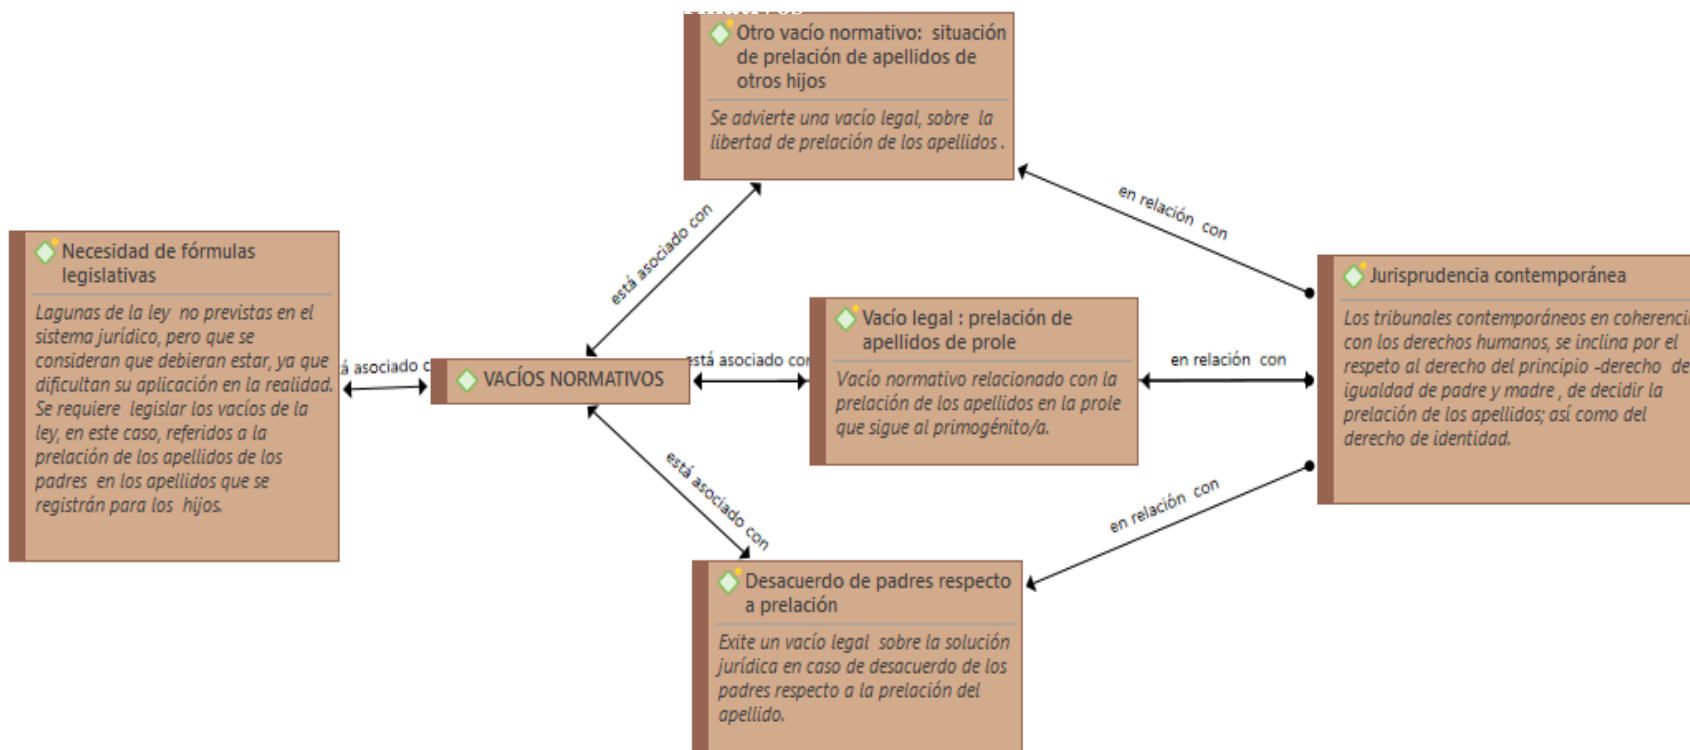 Otro vacío normativo:  situación
de prelación de apellidos de
otros hijos
Se advierte una vacío legal, sobre  la
libertad de prelación de los apellidos .
en relación  con
está asociado con
Necesidad de fórmulas
legislativas
Lagunas de la ley  no previstas en el
sistema jurídico, pero que se
consideran que debieran estar, ya que
dificultan su aplicación en la realidad.
Se requiere  legislar los vacíos de la
ley, en este caso, referidos a la
prelación de los apellidos de los
padres  en los apellidos que se
registrán para los  hijos.
á asociado c
VACÍOS NORMATIVOS
está asociado con
Vacío legal : prelación de
apellidos de prole
Vacío normativo relacionado con la
prelación de los apellidos en la prole
que sigue al primogénito/a.
en relación  con
Jurisprudencia contemporánea
Los tribunales contemporáneos en coherenci
con los derechos humanos, se inclina por el
respeto al derecho del principio -derecho  de
igualdad de padre y madre , de decidir la
prelación de los apellidos; así como del
derecho de identidad.
está asociado con
en relación  con
Desacuerdo de padres respecto
a prelación
Exite un vacío legal  sobre la solución
jurídica en caso de desacuerdo de los
padres respecto a la prelación del
apellido.